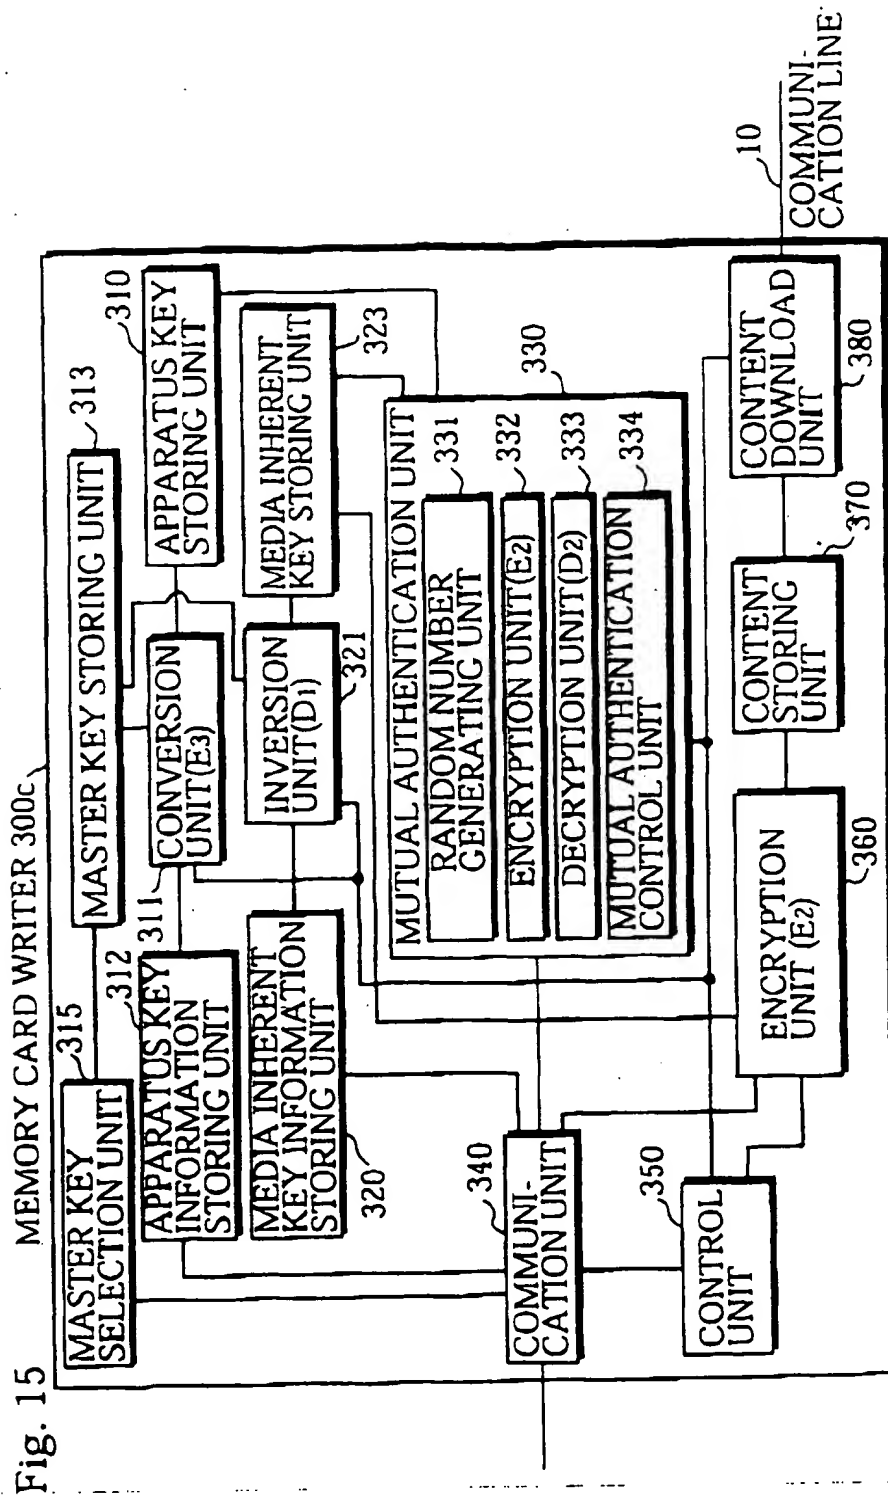 Fig. 15
MEMORY CARD WRITER 300c
MASTER KEY
SELECTION UNIT
315
MASTER KEY STORING UNIT
313
APPARATUS KEY
INFORMATION
STORING UNIT
312
311
CONVERSION
UNIT(E3)
APPARATUS KEY
STORING UNIT
310
MEDIA INHERENT
KEY INFORMATION
STORING UNIT
320
INVERSION
UNIT(D1)
321
MEDIA INHERENT
KEY STORING UNIT
323
MUTUAL AUTHENTICATION UNIT
330
RANDOM NUMBER
GENERATING UNIT
331
ENCRYPTION UNIT(E2)
332
DECRYPTION UNIT(D2)
333
MUTUAL AUTHENTICATION
CONTROL UNIT
334
340
COMMUNI-
CATION UNIT
350
CONTROL
UNIT
ENCRYPTION
UNIT (E2)
360
CONTENT
STORING
UNIT
370
CONTENT
DOWNLOAD
UNIT
380
10
COMMUNI-
CATION LINE